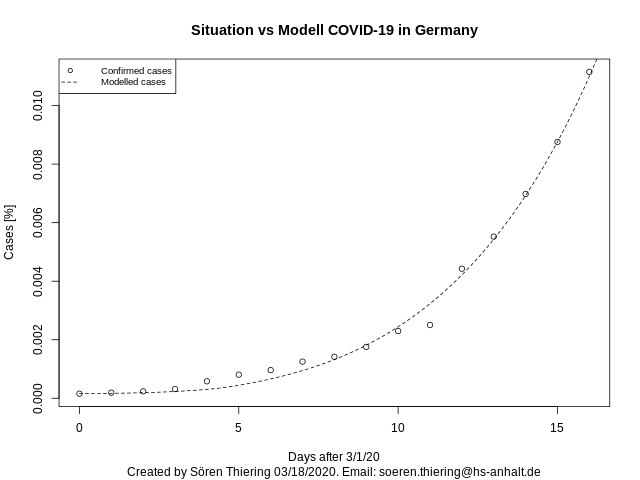 Situation vs Modell COVID-19 in Germany
Confirmed cases
Modelled cases
Cases [%]
0.010
0.008
0.006
0.004
0.002
0.000
0 5 10 15
Days after 3/1/20
Created by Sören Thiering 03/18/2020. Email: soeren.thiering@hs-anhalt.de